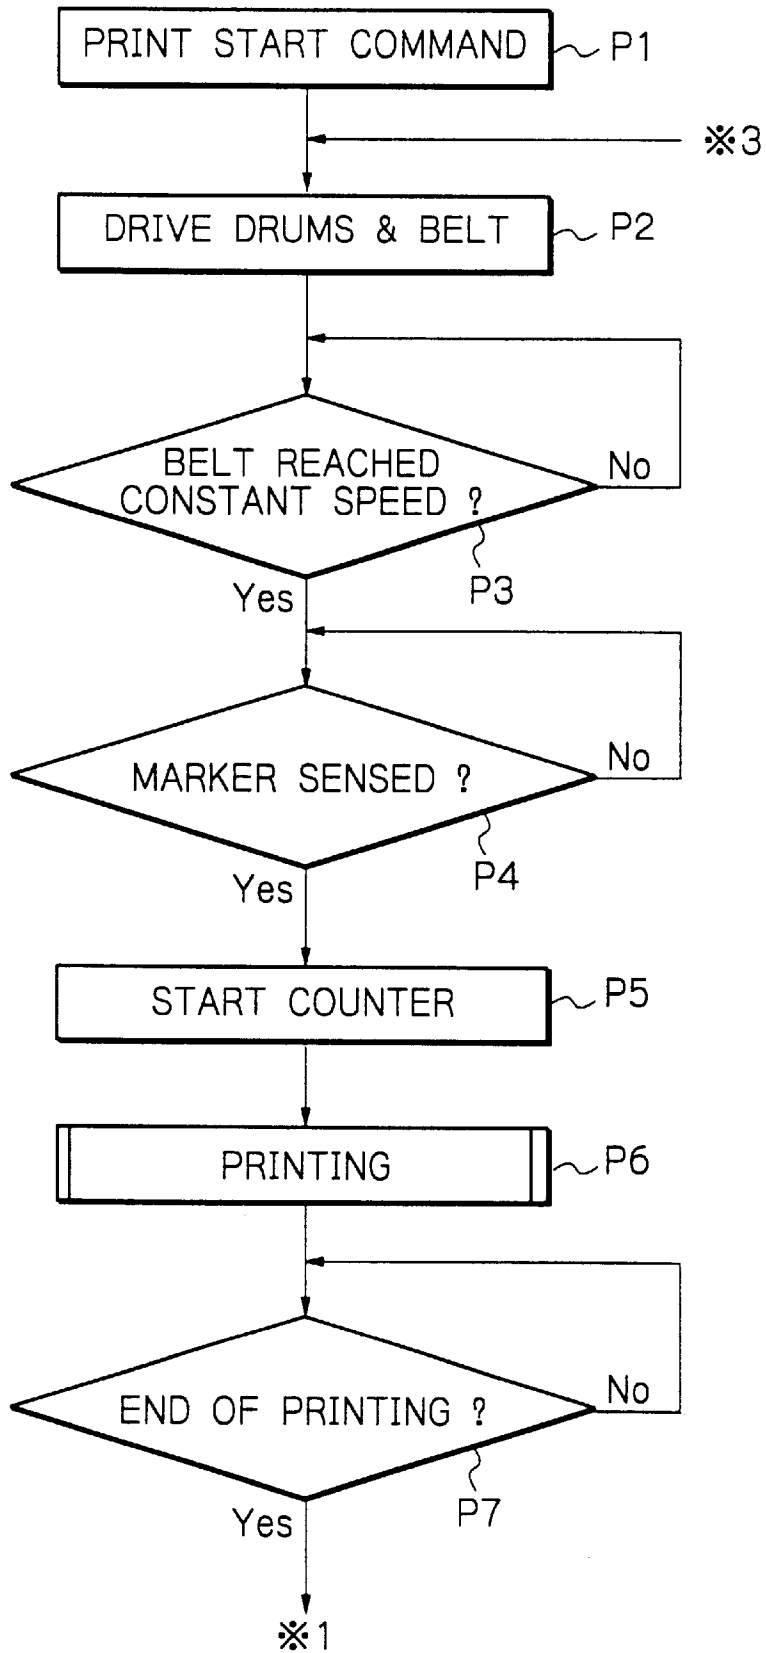 PRINT START COMMAND
P1
※3
DRIVE DRUMS & BELT
P2
BELT REACHED
CONSTANT SPEED ?
No
P3
Yes
MARKER SENSED ?
No
P4
Yes
START COUNTER
P5
PRINTING
P6
END OF PRINTING ?
No
P7
Yes
※1